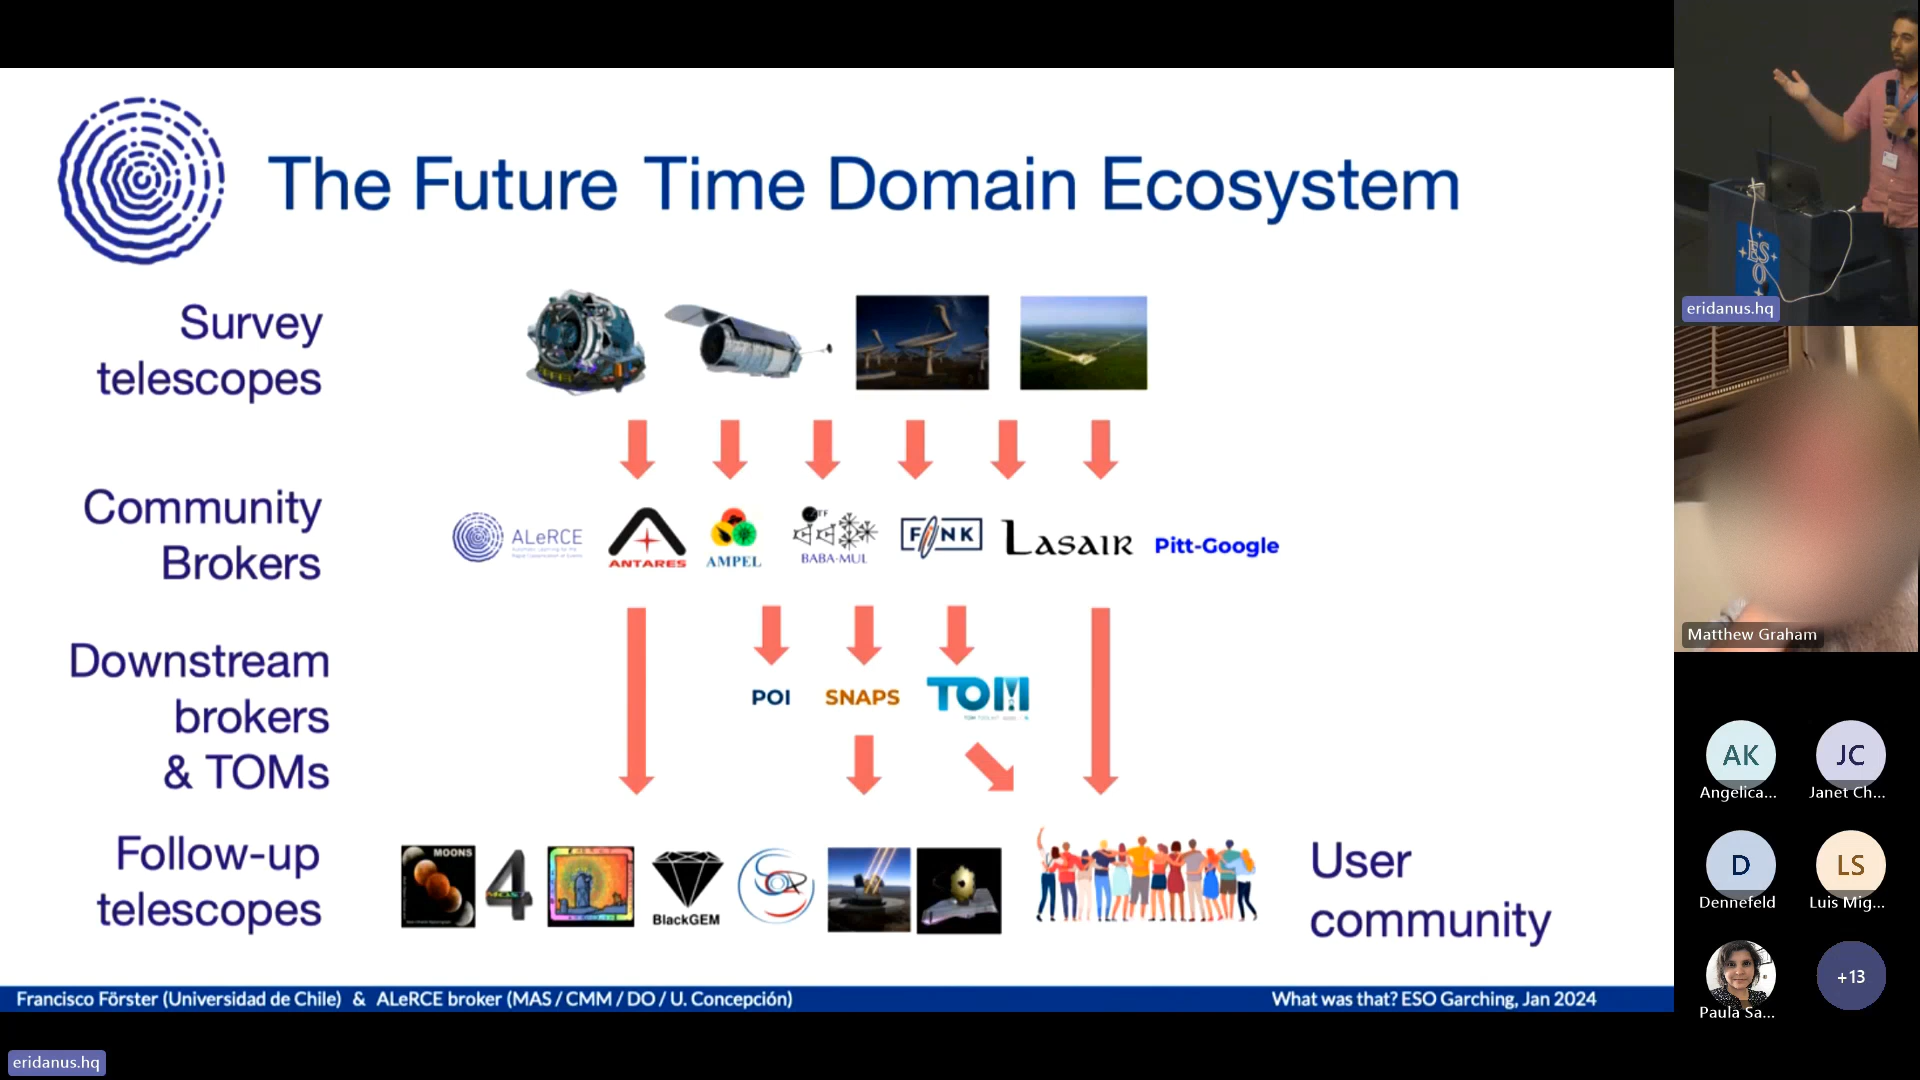 The Future Time Domain Ecosystem
Survey
telescopes
Community
Brokers
ALeRCE
ANTARES
AMPEL
BABA-MUL
FINK
LASAIR
Pitt-Google
Downstream
brokers
& TOMs
POI
SNAPS
TOM
Follow-up
telescopes
MOONS
4
MOST
BlackGEM
User
community
Francisco Förster (Universidad de Chile) & ALeRCE broker (MAS / CMM / DO / U. Concepción)
What was that? ESO Garching, Jan 2024
eridanus.hq
ESO
eridanus.hq
Matthew Graham
AK
Angelica...
JC
Janet Ch...
D
Dennefeld
LS
Luis Mig...
Paula Sa...
+13